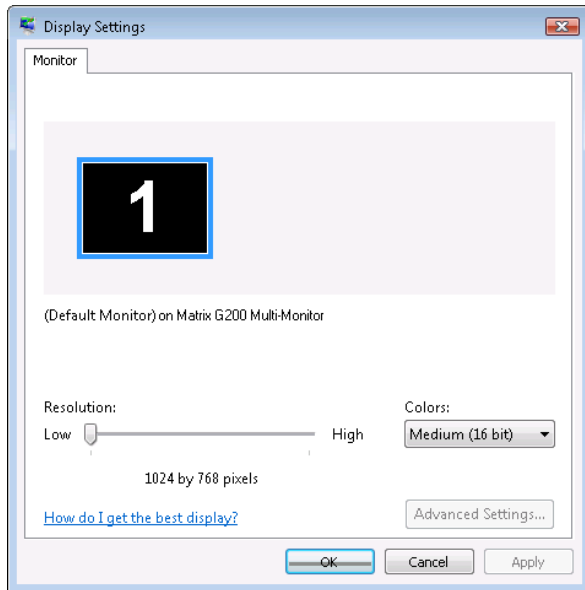 Display Settings
Monitor
1
(Default Monitor) on Matrix G200 Multi-Monitor
Resolution:
Colors:
Low
High
Medium (16 bit)
1024 by 768 pixels
How do I get the best display?
Advanced Settings...
OK
Cancel
Apply